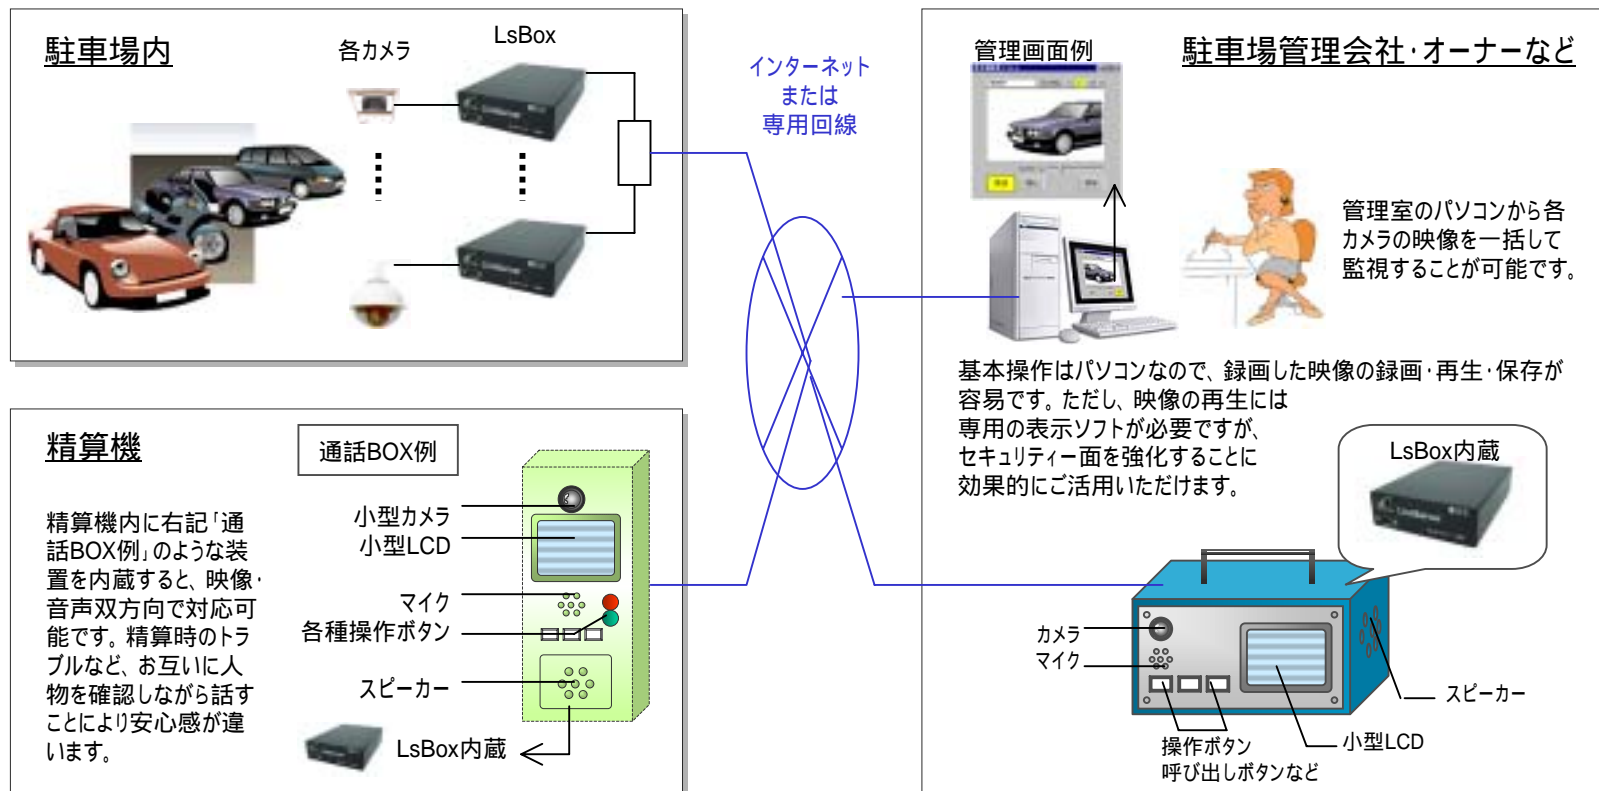 駐車場内
各カメラ
LsBox
インターネット
または
専用回線
管理画面例
駐車場管理会社・オーナーなど
管理室のパソコンから各
カメラの映像を一括して
監視することが可能です。
基本操作はパソコンなので、録画した映像の録画・再生・保存が
容易です。ただし、映像の再生には
専用の表示ソフトが必要ですが、
セキュリティー面を強化することに
効果的にご活用いただけます。
LsBox内蔵
カメラ
マイク
スピーカー
小型LCD
操作ボタン
呼び出しボタンなど
精算機
通話BOX例
精算機内に右記「通
話BOX例」のような装
置を内蔵すると、映像・
音声双方向で対応可
能です。精算時のトラ
ブルなど、お互いに人
物を確認しながら話す
ことにより安心感が違
います。
小型カメラ
小型LCD
マイク
各種操作ボタン
スピーカー
LsBox内蔵